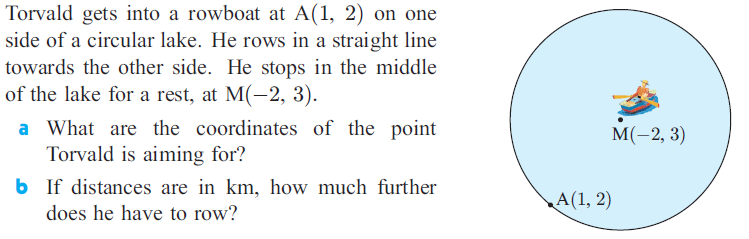 Torvald gets into a rowboat at A(1, 2) on one
side of a circular lake. He rows in a straight line
towards the other side. He stops in the middle
of the lake for a rest, at M(−2, 3).
a What are the coordinates of the point
Torvald is aiming for?
b If distances are in km, how much further
does he have to row?
M(−2, 3)
A(1, 2)